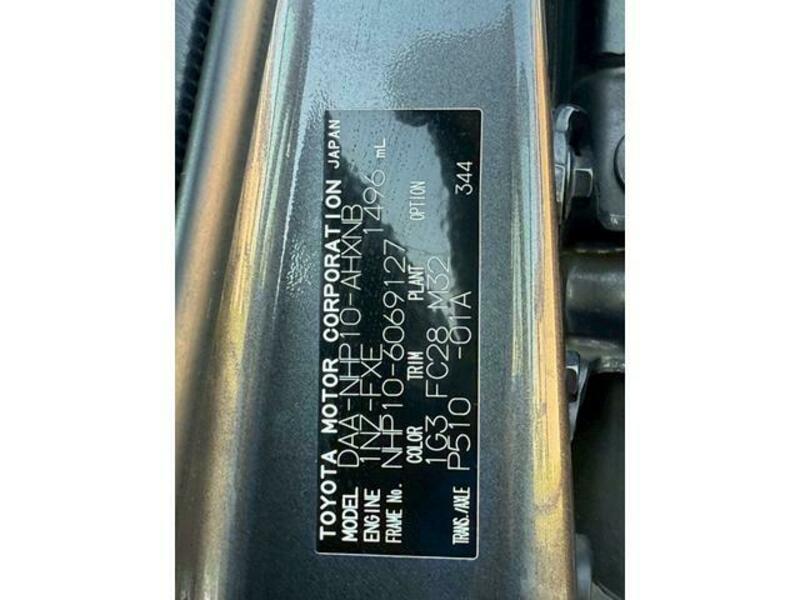 TOYOTA MOTOR CORPORATION JAPAN
MODEL DAA-NHP10-AHXNB
ENGINE 1NZ-FXE 1496 mL
FRAME No. NHP10-6069127
COLOR TRIM PLANT OPTION
1G3 FC28 M32
TRANS./AXLE P510 -01A 344